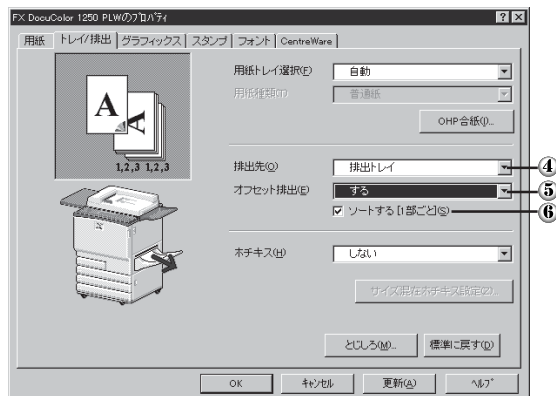 FX DocuColor 1250 PLWのプロパティ
用紙 トレイ/排出 グラフィックス スタンプ フォント CentreWare
用紙トレイ選択(F) 自動
用紙種類(T) 普通紙
OHP合紙(I)...
A
A
1,2,3 1,2,3
排出先(O) 排出トレイ ④
オフセット排出(E) する ⑤
ソートする[1部ごと](S) ⑥
ホチキス(H) しない
サイズ混在ホチキス設定(Z)...
とじしろ(M)... 標準に戻す(D)
OK キャンセル 更新(A) ヘルプ